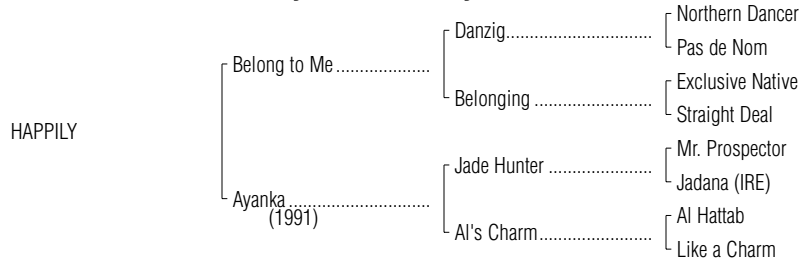 Northern Dancer
Danzig
Pas de Nom
Belong to Me
Exclusive Native
Belonging
Straight Deal
HAPPILY
Mr. Prospector
Jade Hunter
Jadana (IRE)
Ayanka
(1991)
Al Hattab
Al's Charm
Like a Charm